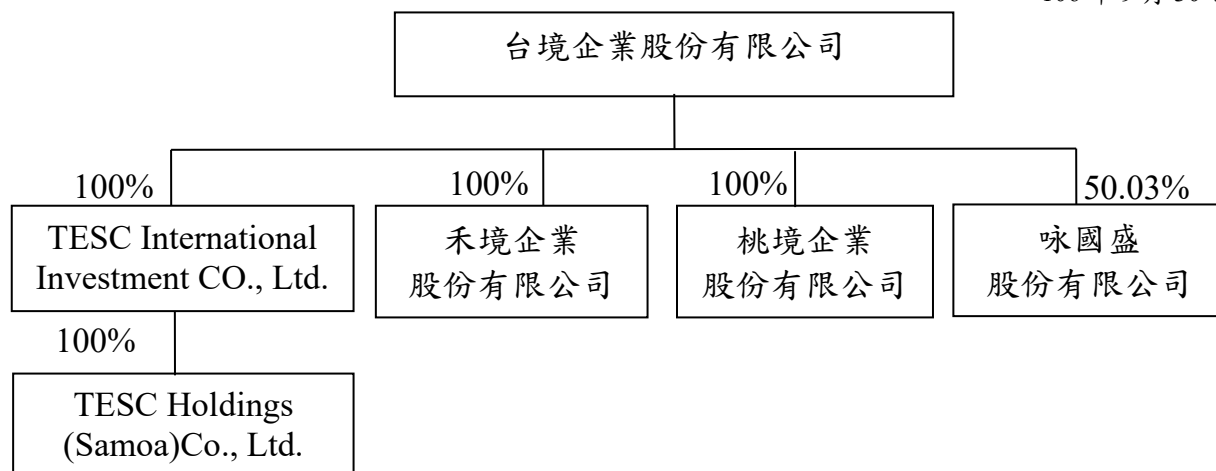 台境企業股份有限公司
100%
100%
100%
50.03%
TESC International
Investment CO., Ltd.
禾境企業
股份有限公司
桃境企業
股份有限公司
咏國盛
股份有限公司
100%
TESC Holdings
(Samoa)Co., Ltd.